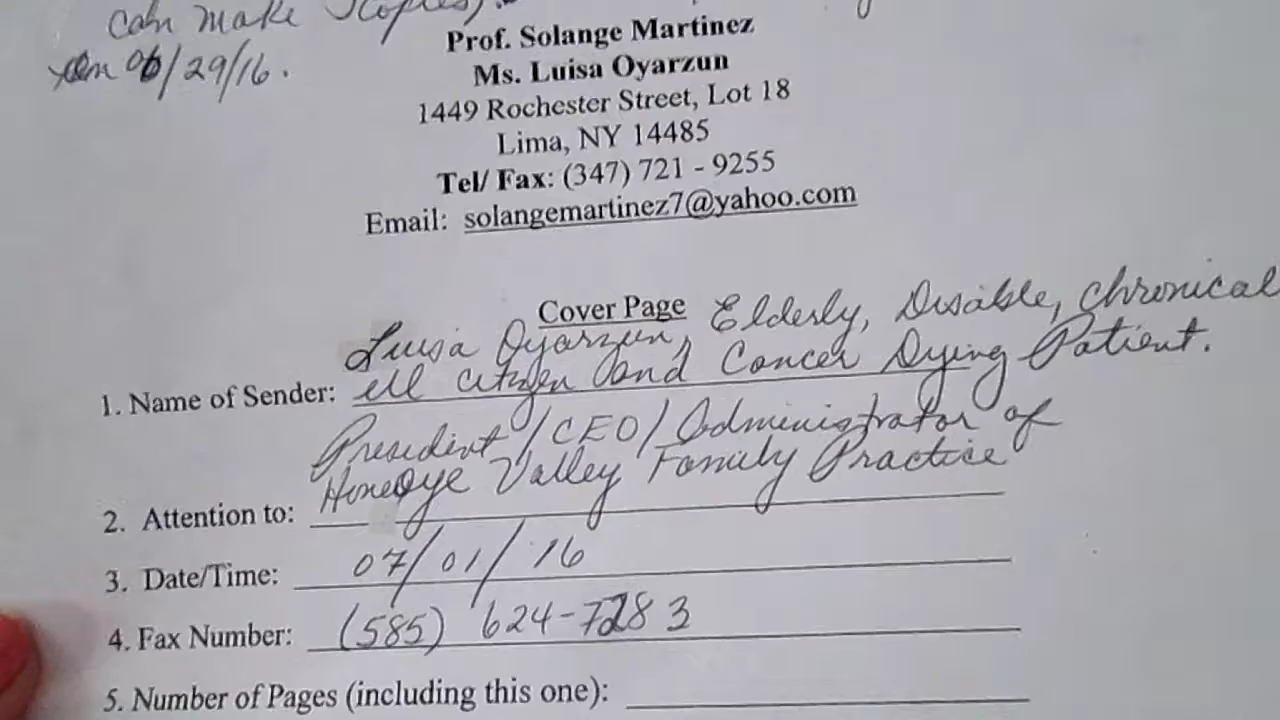 can make
on 06/29/16.
Prof. Solange Martinez
Ms. Luisa Oyarzun
1449 Rochester Street, Lot 18
Lima, NY 14485
Tel/ Fax: (347) 721 - 9255
Email: solangemartinez7@yahoo.com
Cover Page Elderly, Disable, chronical
Luisa Oyarzun,
1. Name of Sender: ill citizen and Cancer Dying Patient.
President/CEO/Administrator of
Honeoye Valley Family Practice
2. Attention to:
3. Date/Time: 07/01/16
4. Fax Number: (585) 624-7283
5. Number of Pages (including this one):